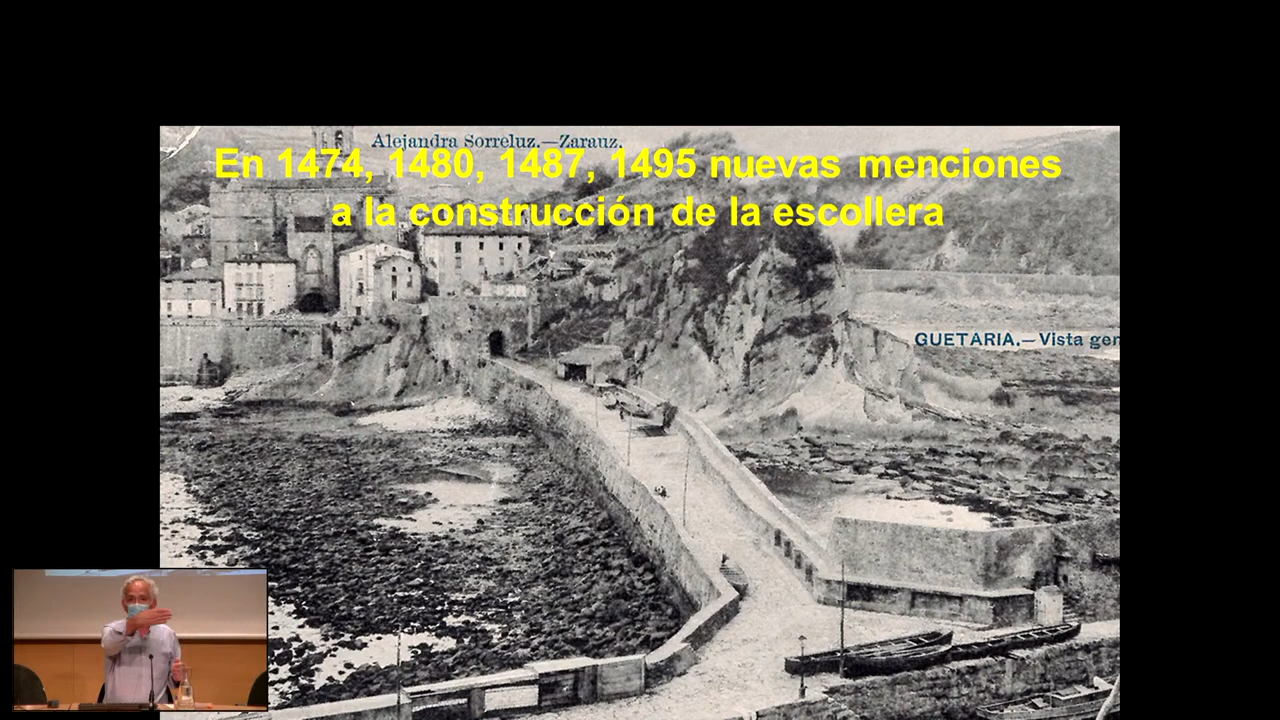 Alejandra Sorreluz.—Zarauz.
En 1474, 1480, 1487, 1495 nuevas menciones
a la construcción de la escollera
GUETARIA.—Vista gen